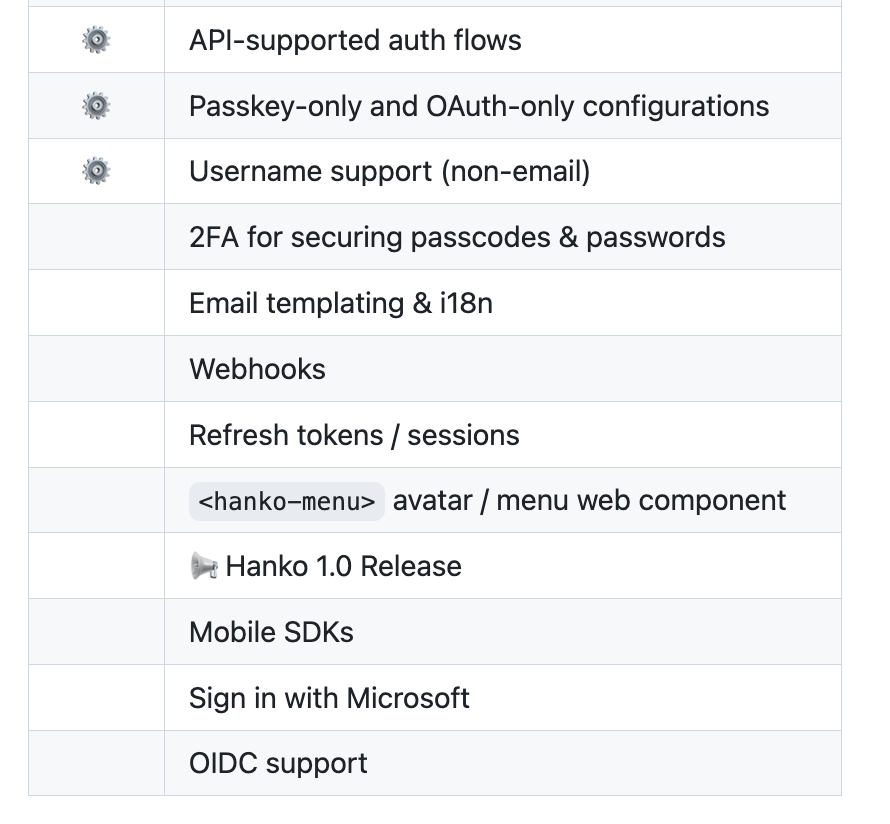 ⚙️ API-supported auth flows
⚙️ Passkey-only and OAuth-only configurations
⚙️ Username support (non-email)
2FA for securing passcodes & passwords
Email templating & i18n
Webhooks
Refresh tokens / sessions
<hanko-menu> avatar / menu web component
📢 Hanko 1.0 Release
Mobile SDKs
Sign in with Microsoft
OIDC support